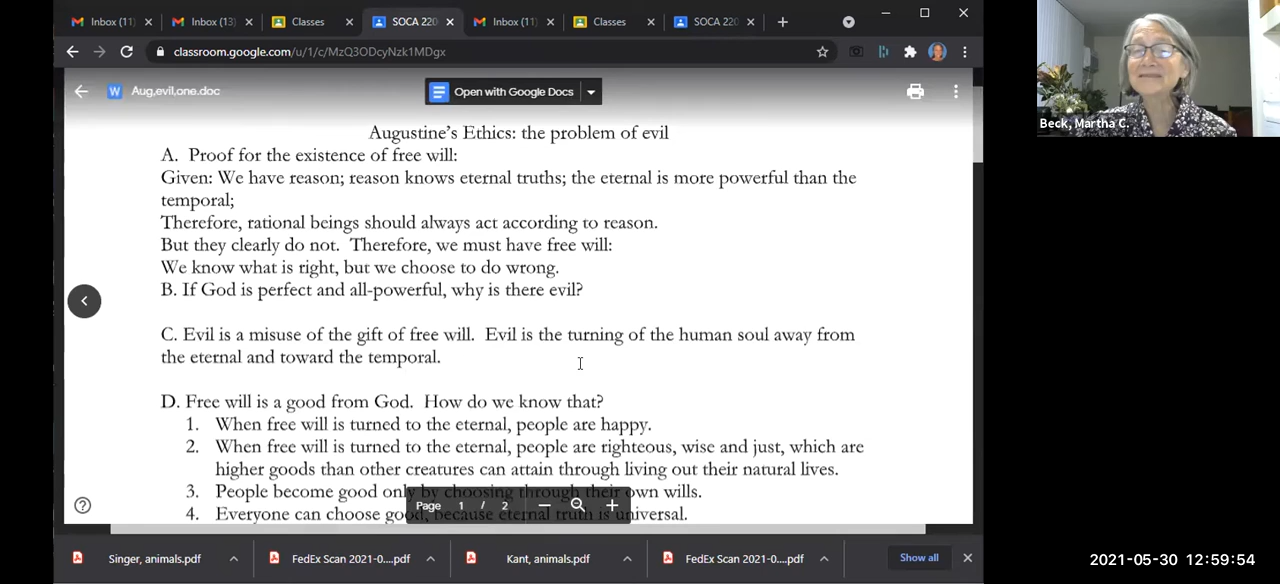 Inbox (11)
Inbox (13)
Classes
SOCA 220
Inbox (11)
Classes
SOCA 220
classroom.google.com/u/1/c/MzQ3ODcyNzk1MDgx
W Aug,evil,one.doc
Open with Google Docs
Beck, Martha C.
Augustine's Ethics: the problem of evil
A. Proof for the existence of free will:
Given: We have reason; reason knows eternal truths; the eternal is more powerful than the
temporal;
Therefore, rational beings should always act according to reason.
But they clearly do not. Therefore, we must have free will:
We know what is right, but we choose to do wrong.
B. If God is perfect and all-powerful, why is there evil?
C. Evil is a misuse of the gift of free will. Evil is the turning of the human soul away from
the eternal and toward the temporal.
D. Free will is a good from God. How do we know that?
1. When free will is turned to the eternal, people are happy.
2. When free will is turned to the eternal, people are righteous, wise and just, which are
higher goods than other creatures can attain through living out their natural lives.
3. People become good only by choosing through their own wills.
4. Everyone can choose good, because eternal truth is universal.
Page 1 / 2
Singer, animals.pdf
FedEx Scan 2021-0....pdf
Kant, animals.pdf
FedEx Scan 2021-0....pdf
Show all
2021-05-30 12:59:54